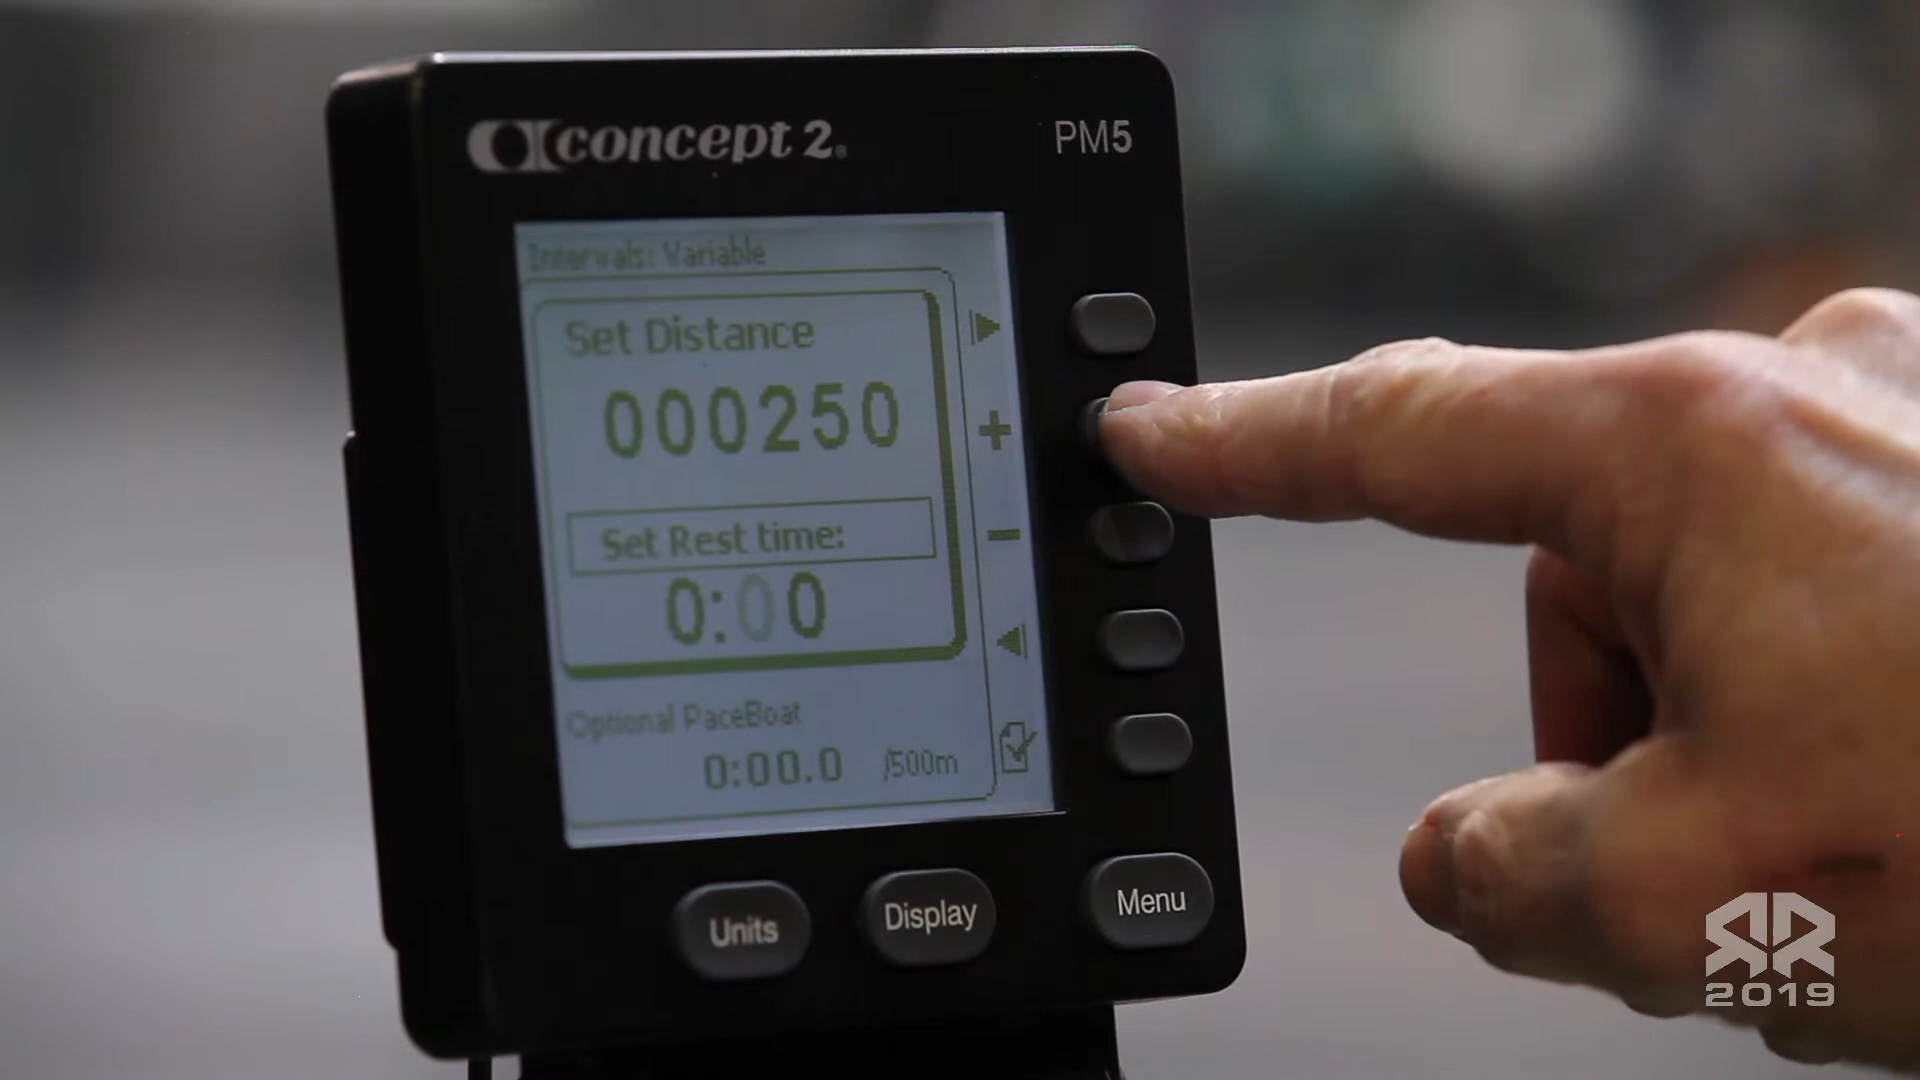 concept 2®
PM5
Intervals: Variable
Set Distance
000250
Set Rest time:
0:00
Optional PaceBoat
0:00.0 /500m
Units
Display
Menu
RR
2019